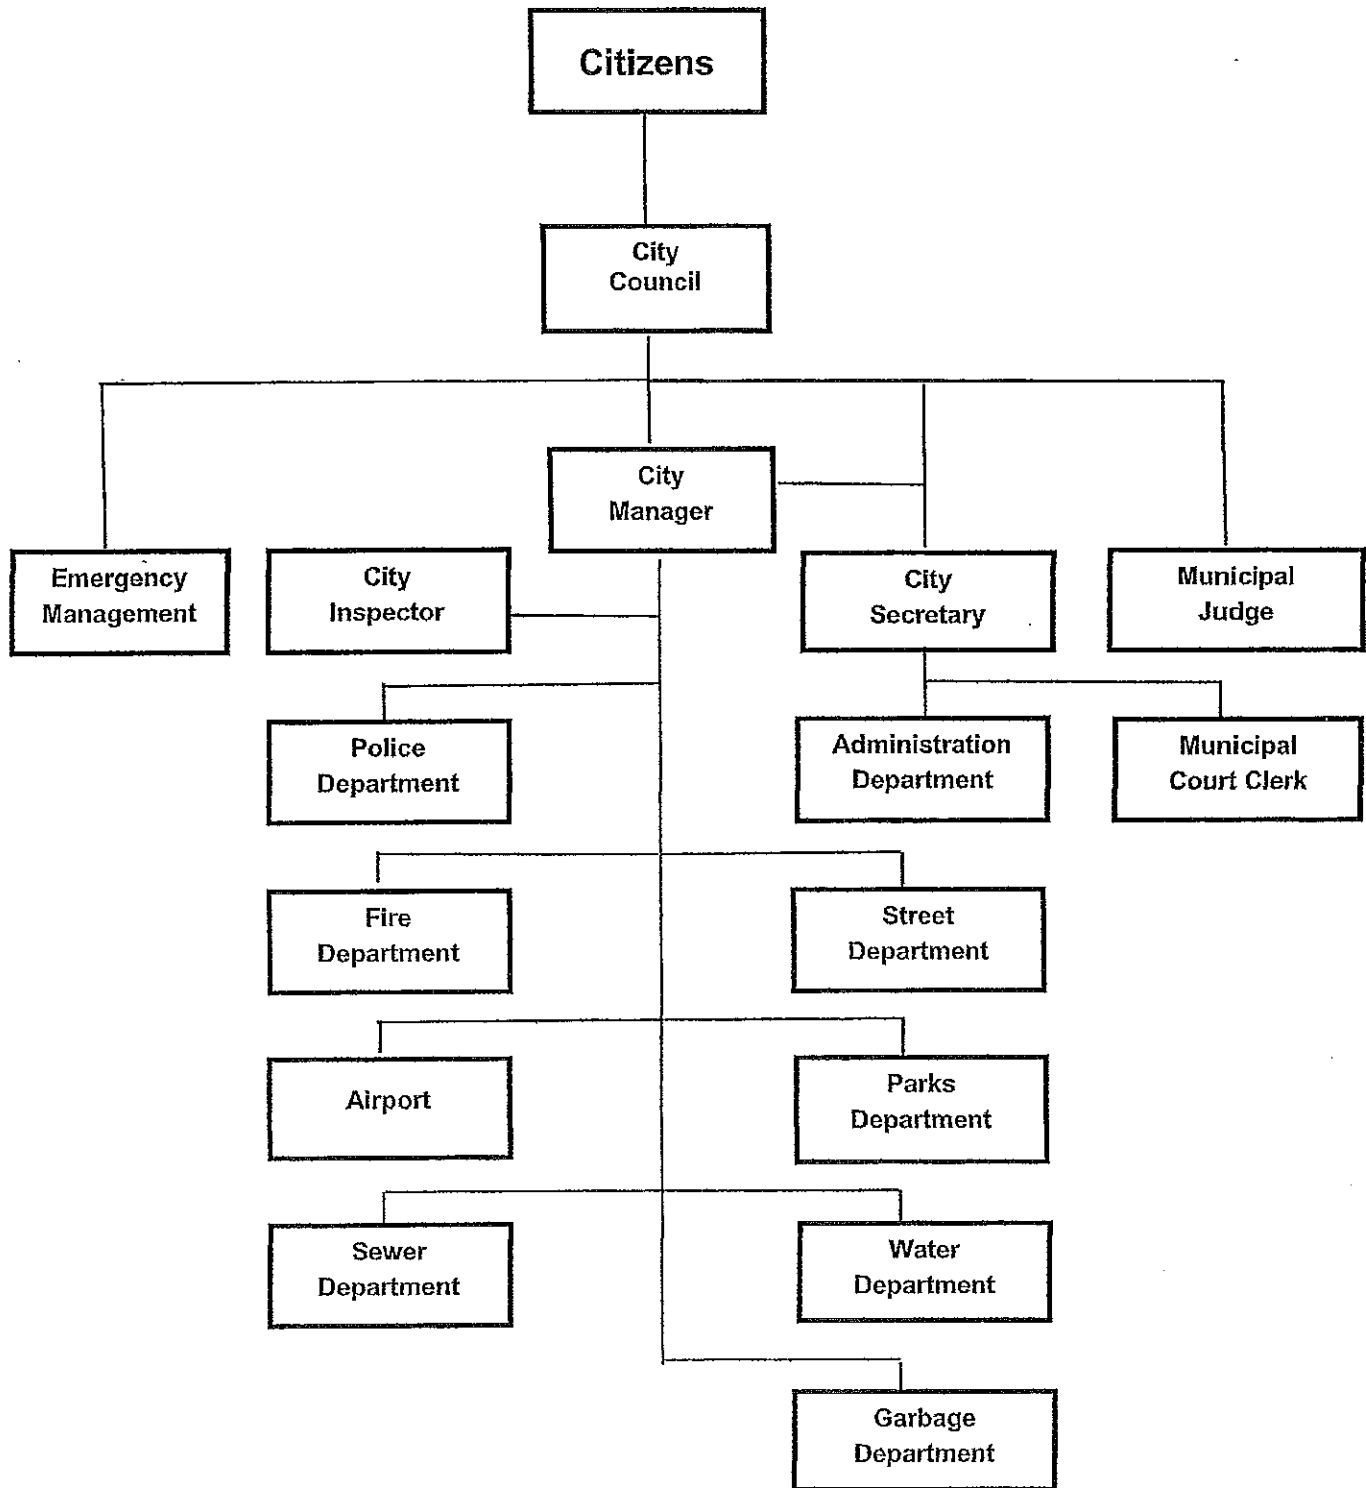 Citizens
City
Council
City
Manager
Emergency
Management
City
Inspector
City
Secretary
Municipal
Judge
Police
Department
Administration
Department
Municipal
Court Clerk
Fire
Department
Street
Department
Airport
Parks
Department
Sewer
Department
Water
Department
Garbage
Department